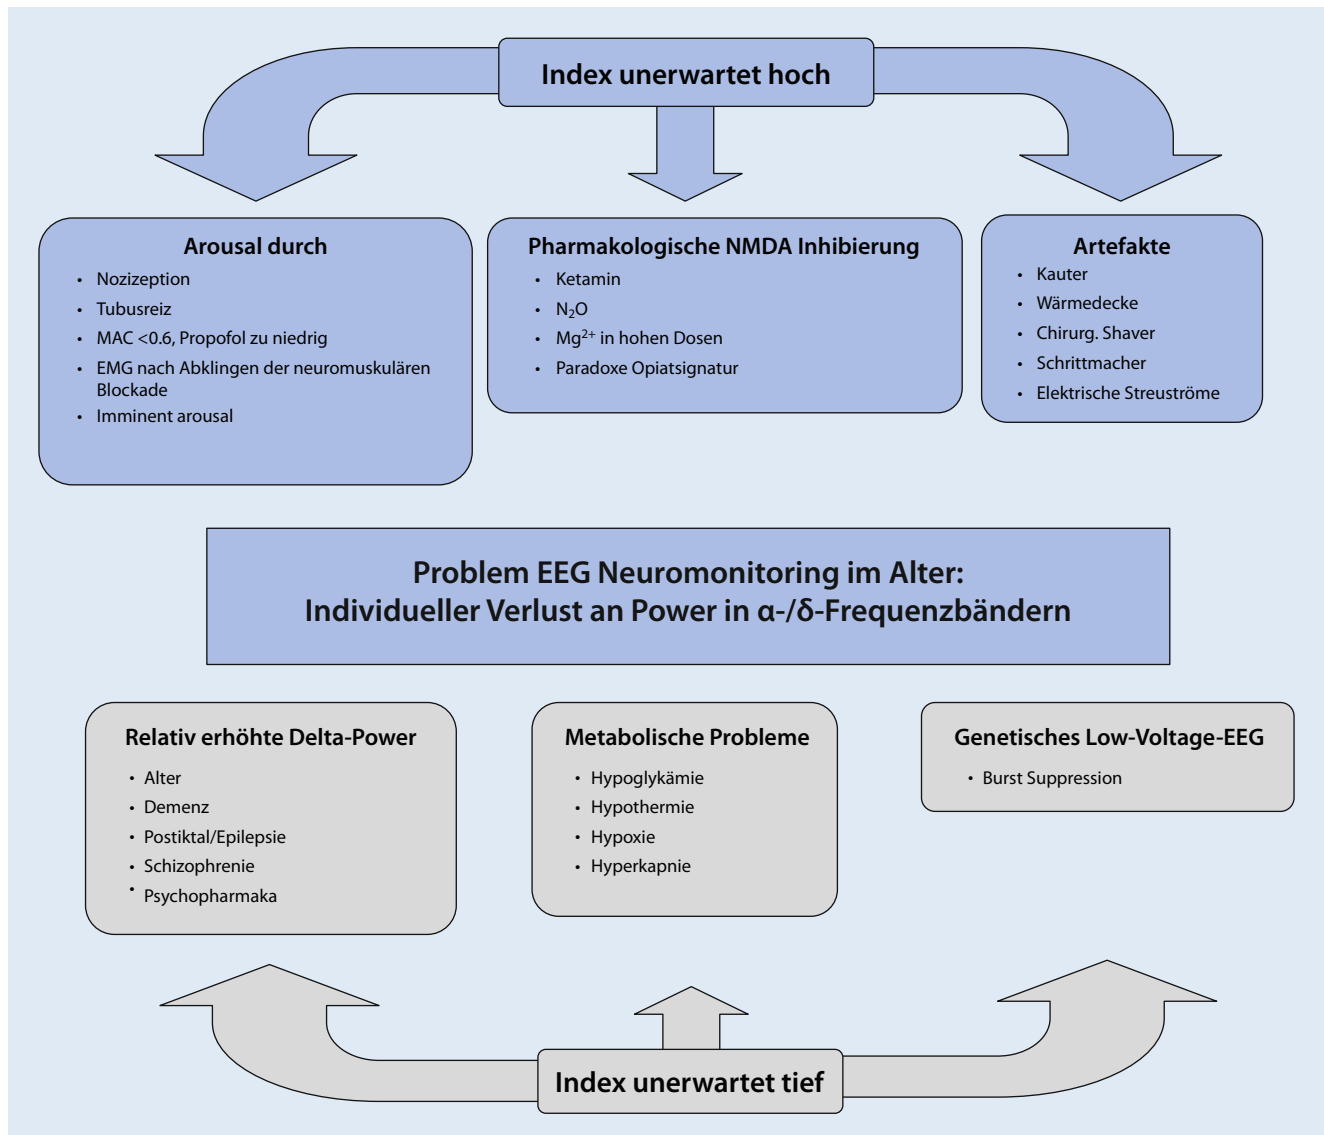 Index unerwartet hoch
Arousal durch
• Nozizeption
• Tubusreiz
• MAC <0.6, Propofol zu niedrig
• EMG nach Abklingen der neuromuskulären
Blockade
• Imminent arousal
Pharmakologische NMDA Inhibierung
• Ketamin
• N₂O
• Mg²⁺ in hohen Dosen
• Paradoxe Opiatsignatur
Artefakte
• Kauter
• Wärmedecke
• Chirurg. Shaver
• Schrittmacher
• Elektrische Streuströme
Problem EEG Neuromonitoring im Alter:
Individueller Verlust an Power in α-/δ-Frequenzbändern
Relativ erhöhte Delta-Power
• Alter
• Demenz
• Postiktal/Epilepsie
• Schizophrenie
• Psychopharmaka
Metabolische Probleme
• Hypoglykämie
• Hypothermie
• Hypoxie
• Hyperkapnie
Genetisches Low-Voltage-EEG
• Burst Suppression
Index unerwartet tief